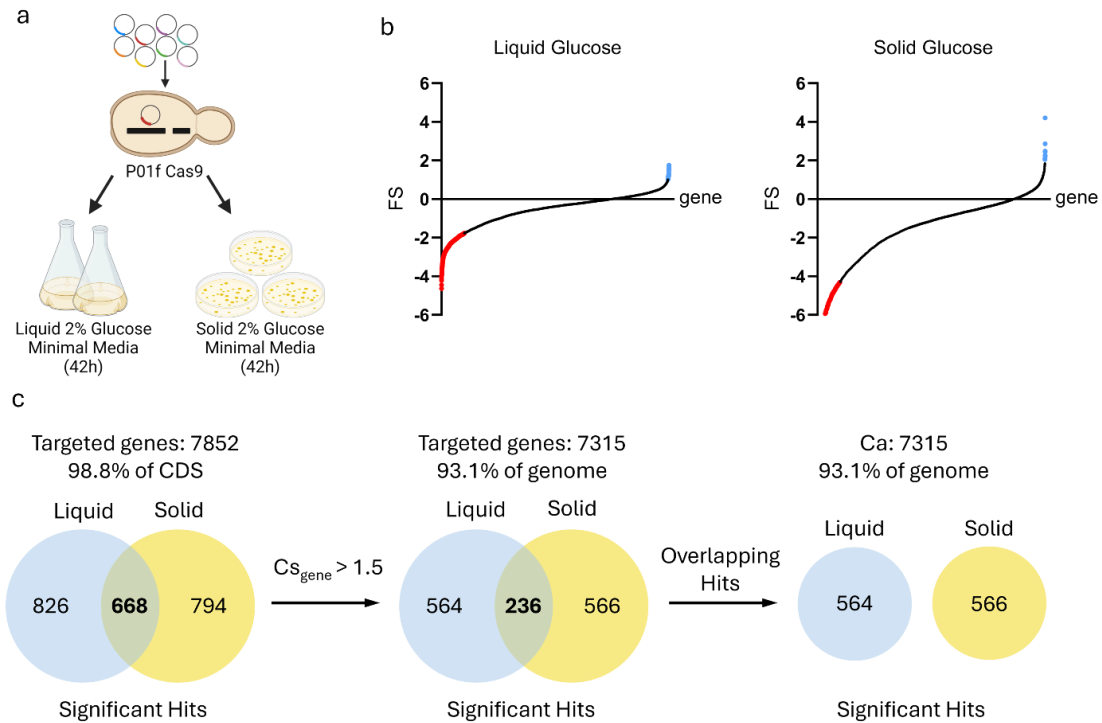 a
P01f Cas9
Liquid 2% Glucose
Minimal Media
(42h)
Solid 2% Glucose
Minimal Media
(42h)
b
Liquid Glucose
6
4
2
0
-2
-4
-6
FS
gene
Solid Glucose
6
4
2
0
-2
-4
-6
FS
gene
c
Targeted genes: 7852
98.8% of CDS
Liquid
Solid
826
668
794
Significant Hits
Csgene > 1.5
Targeted genes: 7315
93.1% of genome
Liquid
Solid
564
236
566
Significant Hits
Overlapping
Hits
Ca: 7315
93.1% of genome
Liquid
Solid
564
566
Significant Hits